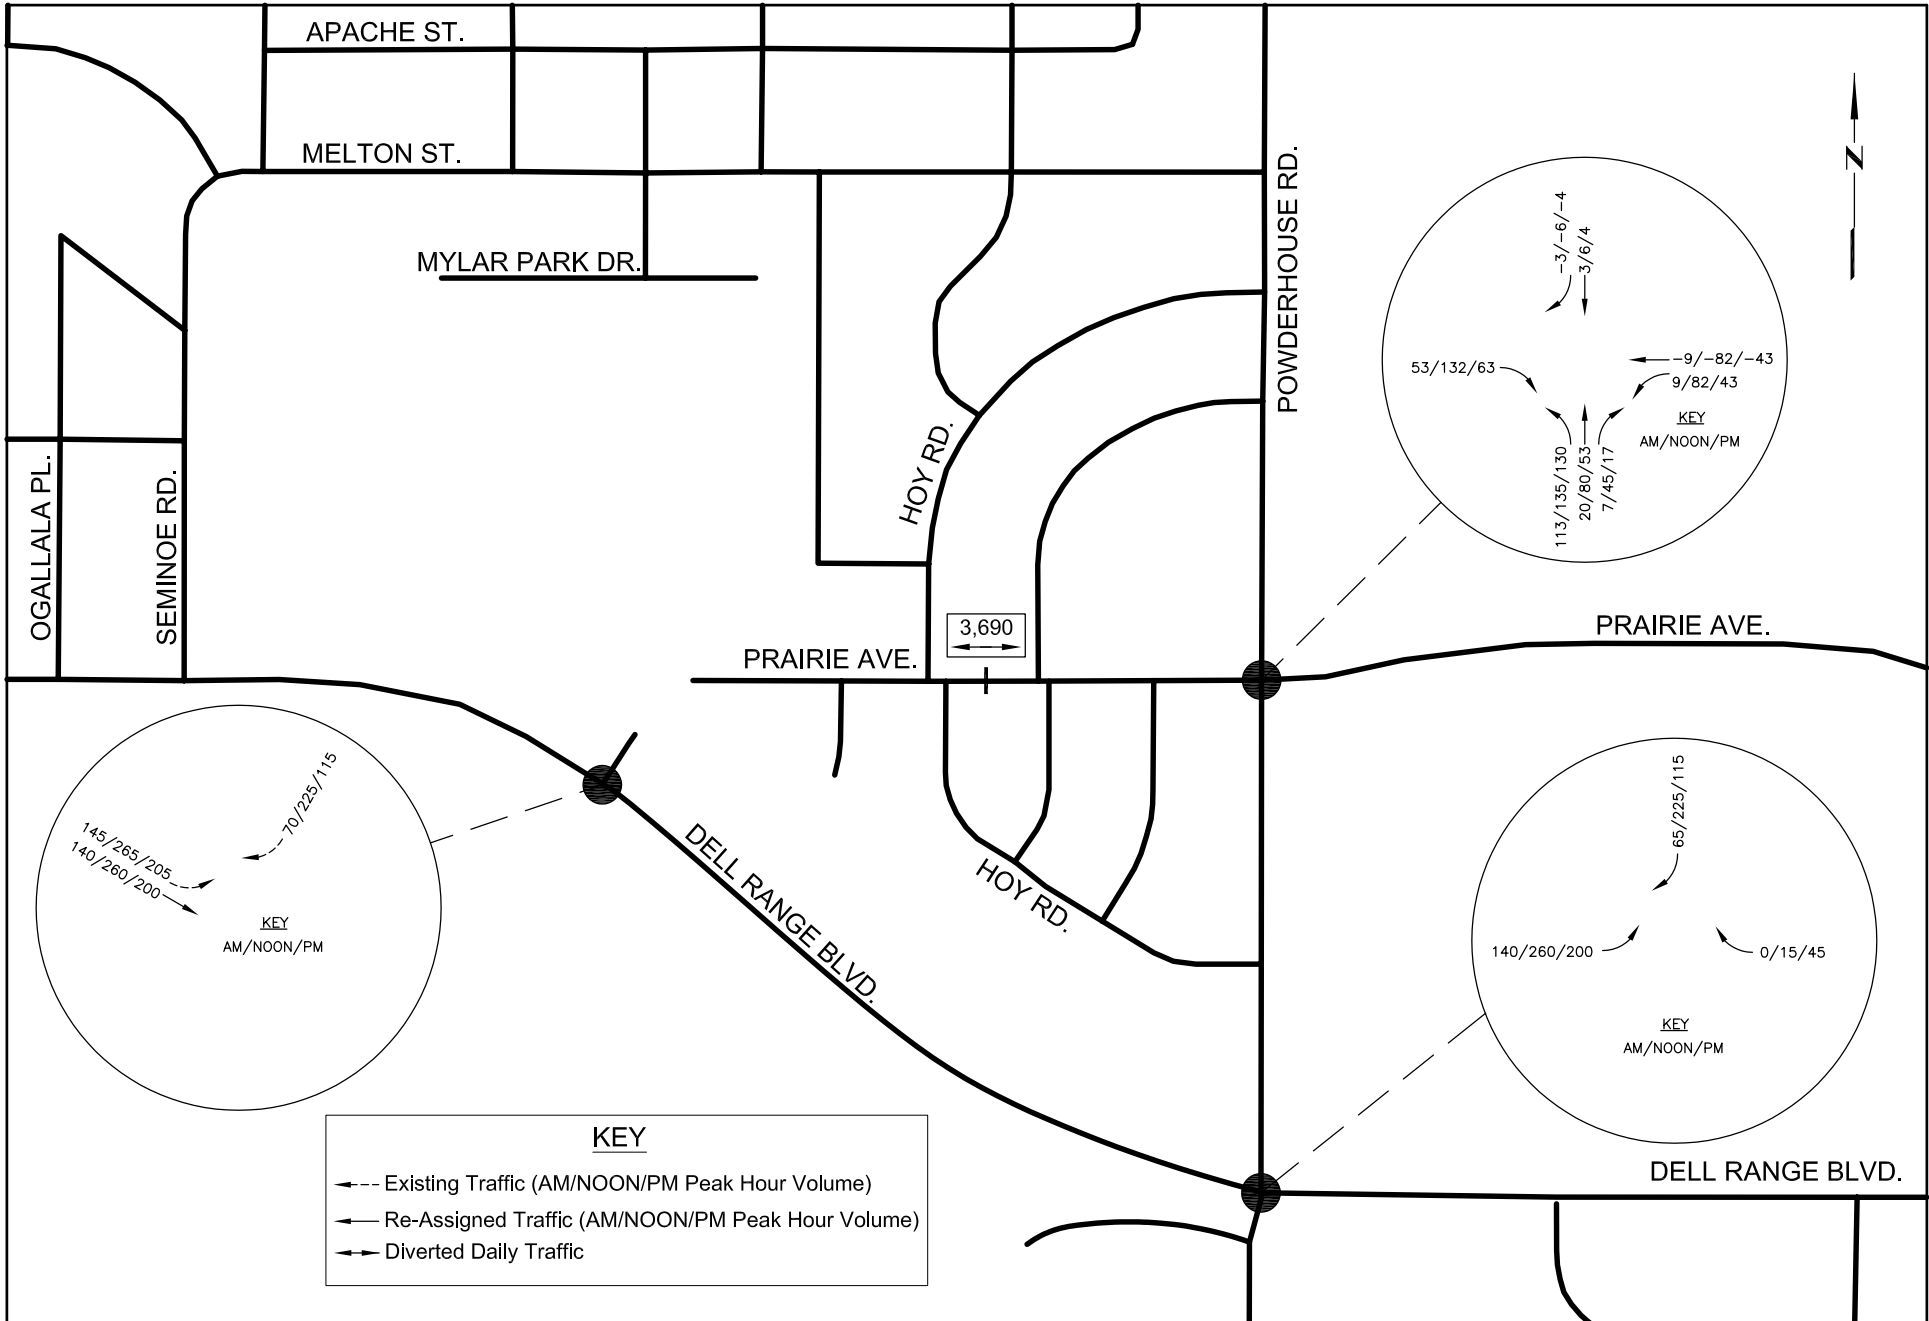 APACHE ST.
MELTON ST.
MYLAR PARK DR.
POWDERHOUSE RD.
N
-3/-6/-4
3/6/4
53/132/63
-9/-82/-43
9/82/43
KEY
AM/NOON/PM
113/135/130
20/80/53
7/45/17
HOY RD.
OGALLALA PL.
SEMINOE RD.
3,690
PRAIRIE AVE.
PRAIRIE AVE.
70/225/115
145/265/205
140/260/200
KEY
AM/NOON/PM
DELL RANGE BLVD.
HOY RD.
65/225/115
140/260/200
0/15/45
KEY
AM/NOON/PM
DELL RANGE BLVD.
KEY
Existing Traffic (AM/NOON/PM Peak Hour Volume)
Re-Assigned Traffic (AM/NOON/PM Peak Hour Volume)
Diverted Daily Traffic